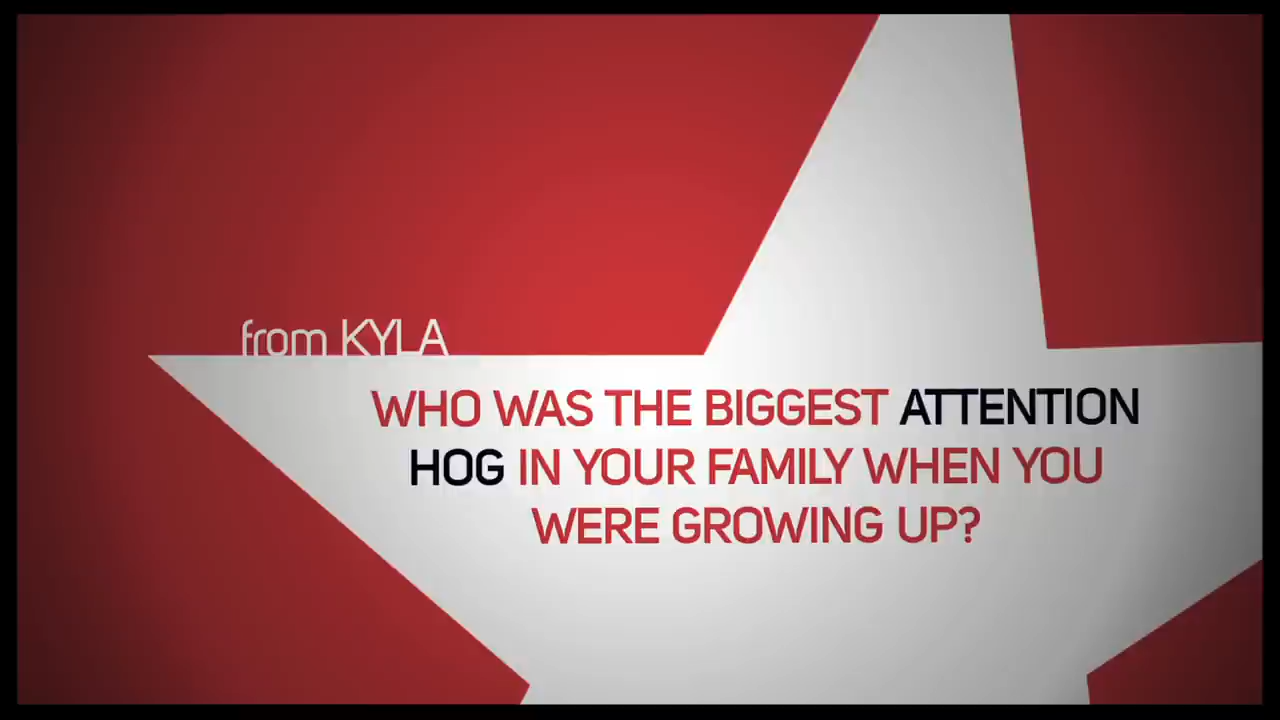 from KYLA
WHO WAS THE BIGGEST ATTENTION
HOG IN YOUR FAMILY WHEN YOU
WERE GROWING UP?